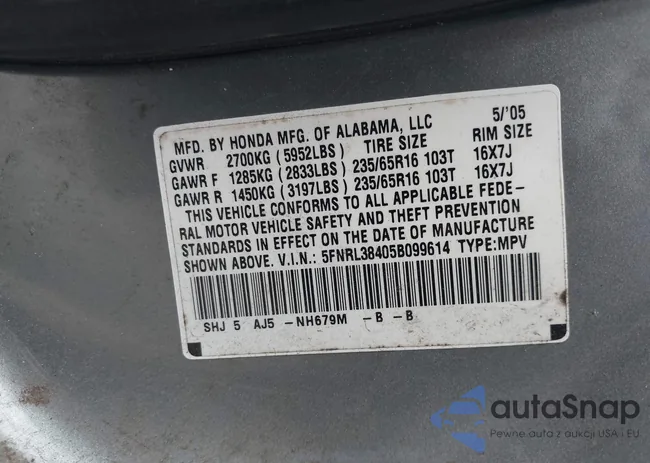 MFD. BY HONDA MFG. OF ALABAMA, LLC 5/'05
GVWR 2700KG (5952LBS) TIRE SIZE RIM SIZE
GAWR F 1285KG (2833LBS) 235/65R16 103T 16X7J
GAWR R 1450KG (3197LBS) 235/65R16 103T 16X7J
THIS VEHICLE CONFORMS TO ALL APPLICABLE FEDE-
RAL MOTOR VEHICLE SAFETY AND THEFT PREVENTION
STANDARDS IN EFFECT ON THE DATE OF MANUFACTURE
SHOWN ABOVE. V.I.N.: 5FNRL38405B099614 TYPE:MPV
SHJ 5 AJ5 -NH679M -B -B
autaSnap
Pewne auta z aukcji USA i EU